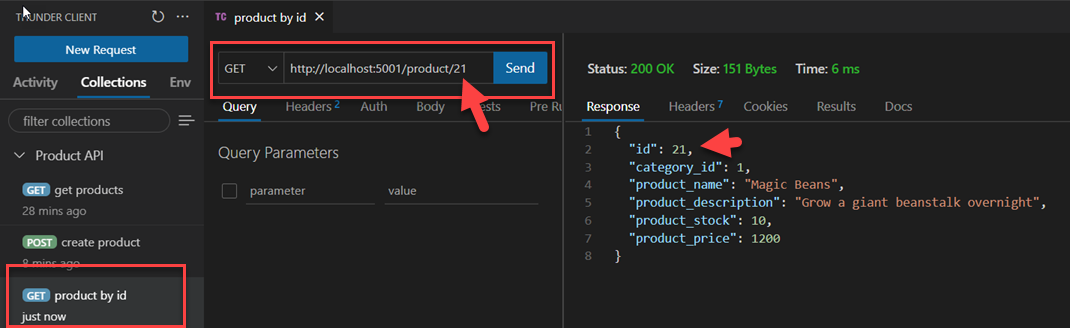 THUNDER CLIENT
New Request
Activity Collections Env
filter collections
Product API
GET get products
28 mins ago
POST create product
8 mins ago
GET product by id
just now
TC product by id
GET http://localhost:5001/product/21 Send
Query Headers 2 Auth Body Tests Pre Ru
Query Parameters
parameter value
Status: 200 OK Size: 151 Bytes Time: 6 ms
Response Headers 7 Cookies Results Docs
1 {
2 "id": 21,
3 "category_id": 1,
4 "product_name": "Magic Beans",
5 "product_description": "Grow a giant beanstalk overnight",
6 "product_stock": 10,
7 "product_price": 1200
8 }